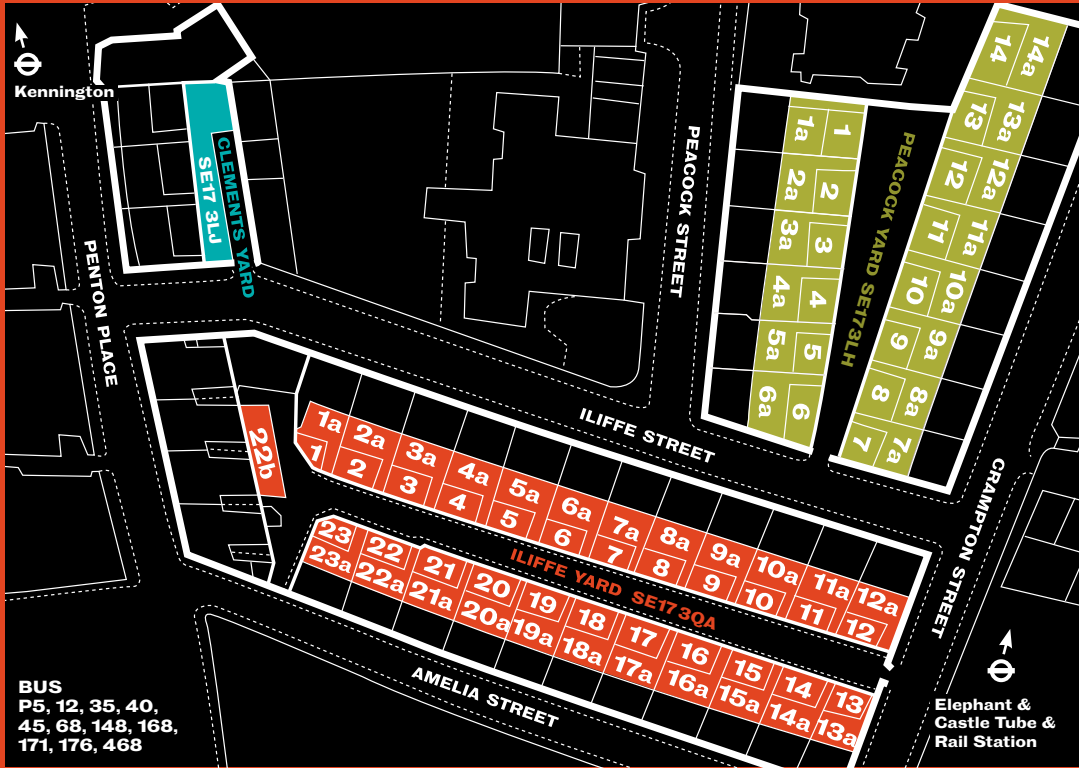 Kennington
CLEMENTS YARD
SE17 3LJ
PENTON PLACE
PEACOCK STREET
1a 1
2a 2
3a 3
4a 4
5a 5
6a 6
PEACOCK YARD SE173LH
14 14a
13 13a
12 12a
11 11a
10 10a
9 9a
8 8a
7 7a
ILIFFE STREET
CRAMPTON STREET
22b
1a 2a 3a 4a 5a 6a 7a 8a 9a 10a 11a 12a
1 2 3 4 5 6 7 8 9 10 11 12
ILIFFE YARD SE17 3QA
23 22 21 20 19 18 17 16 15 14 13
23a 22a 21a 20a 19a 18a 17a 16a 15a 14a 13a
AMELIA STREET
BUS
P5, 12, 35, 40,
45, 68, 148, 168,
171, 176, 468
Elephant &
Castle Tube &
Rail Station